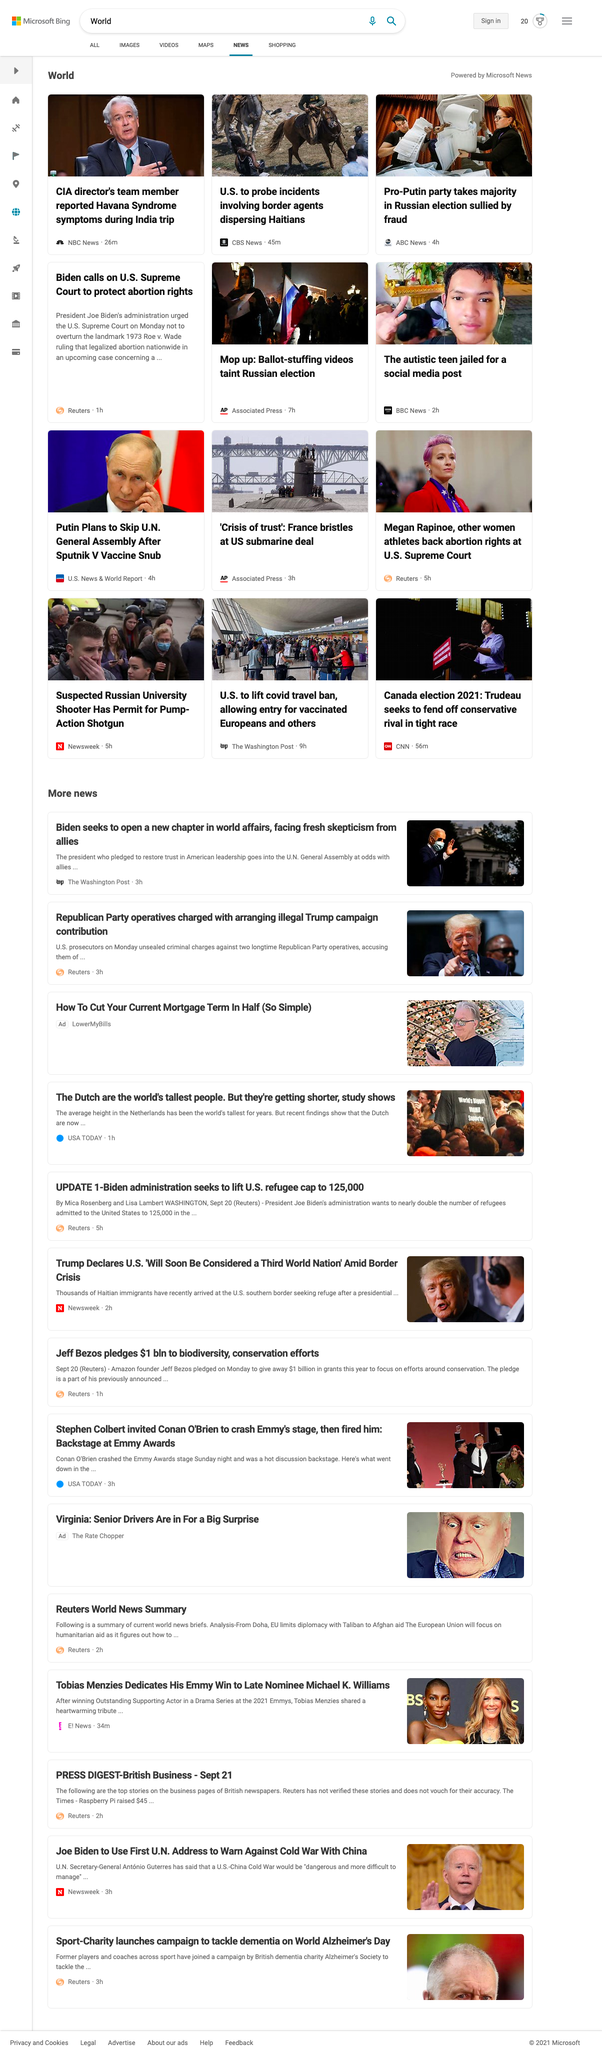 Microsoft Bing
World
Sign in
20
ALL
IMAGES
VIDEOS
MAPS
NEWS
SHOPPING
World
Powered by Microsoft News
CIA director's team member
reported Havana Syndrome
symptoms during India trip
NBC News · 26m
U.S. to probe incidents
involving border agents
dispersing Haitians
CBS News · 45m
Pro-Putin party takes majority
in Russian election sullied by
fraud
ABC News · 4h
Biden calls on U.S. Supreme
Court to protect abortion rights
President Joe Biden's administration urged
the U.S. Supreme Court on Monday not to
overturn the landmark 1973 Roe v. Wade
ruling that legalized abortion nationwide in
an upcoming case concerning a ...
Reuters · 1h
Mop up: Ballot-stuffing videos
taint Russian election
AP Associated Press · 7h
The autistic teen jailed for a
social media post
BBC News · 2h
Putin Plans to Skip U.N.
General Assembly After
Sputnik V Vaccine Snub
U.S. News & World Report · 4h
'Crisis of trust': France bristles
at US submarine deal
AP Associated Press · 3h
Megan Rapinoe, other women
athletes back abortion rights at
U.S. Supreme Court
Reuters · 5h
Suspected Russian University
Shooter Has Permit for Pump-
Action Shotgun
N Newsweek · 5h
U.S. to lift covid travel ban,
allowing entry for vaccinated
Europeans and others
wp The Washington Post · 9h
Canada election 2021: Trudeau
seeks to fend off conservative
rival in tight race
CNN CNN · 56m
More news
Biden seeks to open a new chapter in world affairs, facing fresh skepticism from
allies
The president who pledged to restore trust in American leadership goes into the U.N. General Assembly at odds with
allies ...
wp The Washington Post · 3h
Republican Party operatives charged with arranging illegal Trump campaign
contribution
U.S. prosecutors on Monday unsealed criminal charges against two longtime Republican Party operatives, accusing
them of ...
Reuters · 3h
How To Cut Your Current Mortgage Term In Half (So Simple)
Ad LowerMyBills
The Dutch are the world's tallest people. But they're getting shorter, study shows
The average height in the Netherlands has been the world's tallest for years. But recent findings show that the Dutch
are now ...
USA TODAY · 1h
World's Biggest
UPDATE 1-Biden administration seeks to lift U.S. refugee cap to 125,000
By Mica Rosenberg and Lisa Lambert WASHINGTON, Sept 20 (Reuters) - President Joe Biden's administration wants to nearly double the number of refugees
admitted to the United States to 125,000 in the ...
Reuters · 5h
Trump Declares U.S. 'Will Soon Be Considered a Third World Nation' Amid Border
Crisis
Thousands of Haitian immigrants have recently arrived at the U.S. southern border seeking refuge after a presidential ...
N Newsweek · 2h
Jeff Bezos pledges $1 bln to biodiversity, conservation efforts
Sept 20 (Reuters) - Amazon founder Jeff Bezos pledged on Monday to give away $1 billion in grants this year to focus on efforts around conservation. The pledge
is a part of his previously announced ...
Reuters · 1h
Stephen Colbert invited Conan O'Brien to crash Emmy's stage, then fired him:
Backstage at Emmy Awards
Conan O'Brien crashed the Emmy Awards stage Sunday night and was a hot discussion backstage. Here's what went
down in the ...
USA TODAY · 3h
Virginia: Senior Drivers Are in For a Big Surprise
Ad The Rate Chopper
Reuters World News Summary
Following is a summary of current world news briefs. Analysis-From Doha, EU limits diplomacy with Taliban to Afghan aid The European Union will focus on
humanitarian aid as it figures out how to ...
Reuters · 2h
Tobias Menzies Dedicates His Emmy Win to Late Nominee Michael K. Williams
After winning Outstanding Supporting Actor in a Drama Series at the 2021 Emmys, Tobias Menzies shared a
heartwarming tribute ...
E! News · 34m
BS
PRESS DIGEST-British Business - Sept 21
The following are the top stories on the business pages of British newspapers. Reuters has not verified these stories and does not vouch for their accuracy. The
Times - Raspberry Pi raised $45 ...
Reuters · 2h
Joe Biden to Use First U.N. Address to Warn Against Cold War With China
U.N. Secretary-General António Guterres has said that a U.S.-China Cold War would be "dangerous and more difficult to
manage" ...
N Newsweek · 3h
Sport-Charity launches campaign to tackle dementia on World Alzheimer's Day
Former players and coaches across sport have joined a campaign by British dementia charity Alzheimer's Society to
tackle the ...
Reuters · 3h
Privacy and Cookies
Legal
Advertise
About our ads
Help
Feedback
© 2021 Microsoft